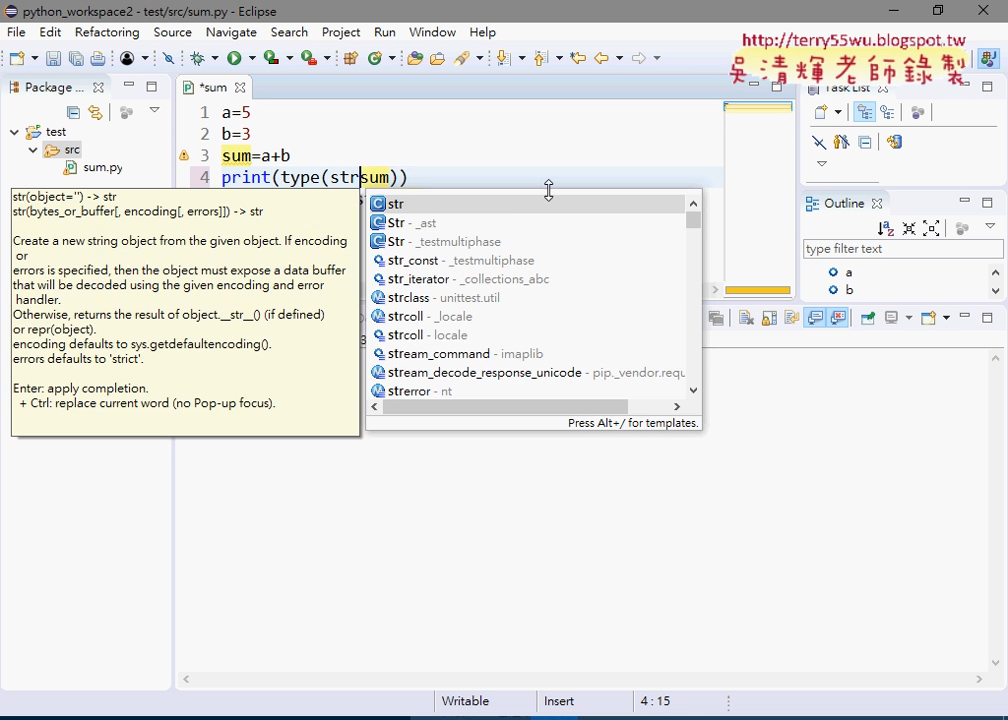 python_workspace2 - test/src/sum.py - Eclipse
File Edit Refactoring Source Navigate Search Project Run Window Help
http://terry55wu.blogspot.tw
吳清輝老師錄製
Package ...
*sum
Task List
1 a=5
2 b=3
3 sum=a+b
4 print(type(strsum))
test
src
sum.py
str(object='') -> str
str(bytes_or_buffer[, encoding[, errors]]) -> str
Create a new string object from the given object. If encoding
or
errors is specified, then the object must expose a data buffer
that will be decoded using the given encoding and error
handler.
Otherwise, returns the result of object.__str__() (if defined)
or repr(object).
encoding defaults to sys.getdefaultencoding().
errors defaults to 'strict'.
Enter: apply completion.
+ Ctrl: replace current word (no Pop-up focus).
str
Str - _ast
Str - _testmultiphase
str_const - _testmultiphase
str_iterator - _collections_abc
strclass - unittest.util
strcoll - _locale
strcoll - locale
stream_command - imaplib
stream_decode_response_unicode - pip._vendor.requ
strerror - nt
Press Alt+/ for templates.
Outline
type filter text
a
b
Writable Insert 4 : 15